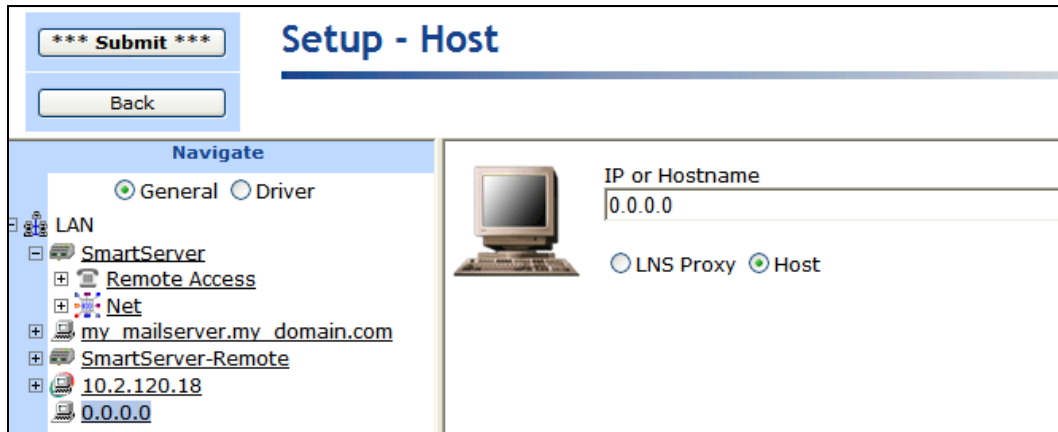 *** Submit ***
Setup - Host
Back
Navigate
General Driver
LAN
SmartServer
Remote Access
Net
my_mailserver.my_domain.com
SmartServer-Remote
10.2.120.18
0.0.0.0
IP or Hostname
0.0.0.0
LNS Proxy Host